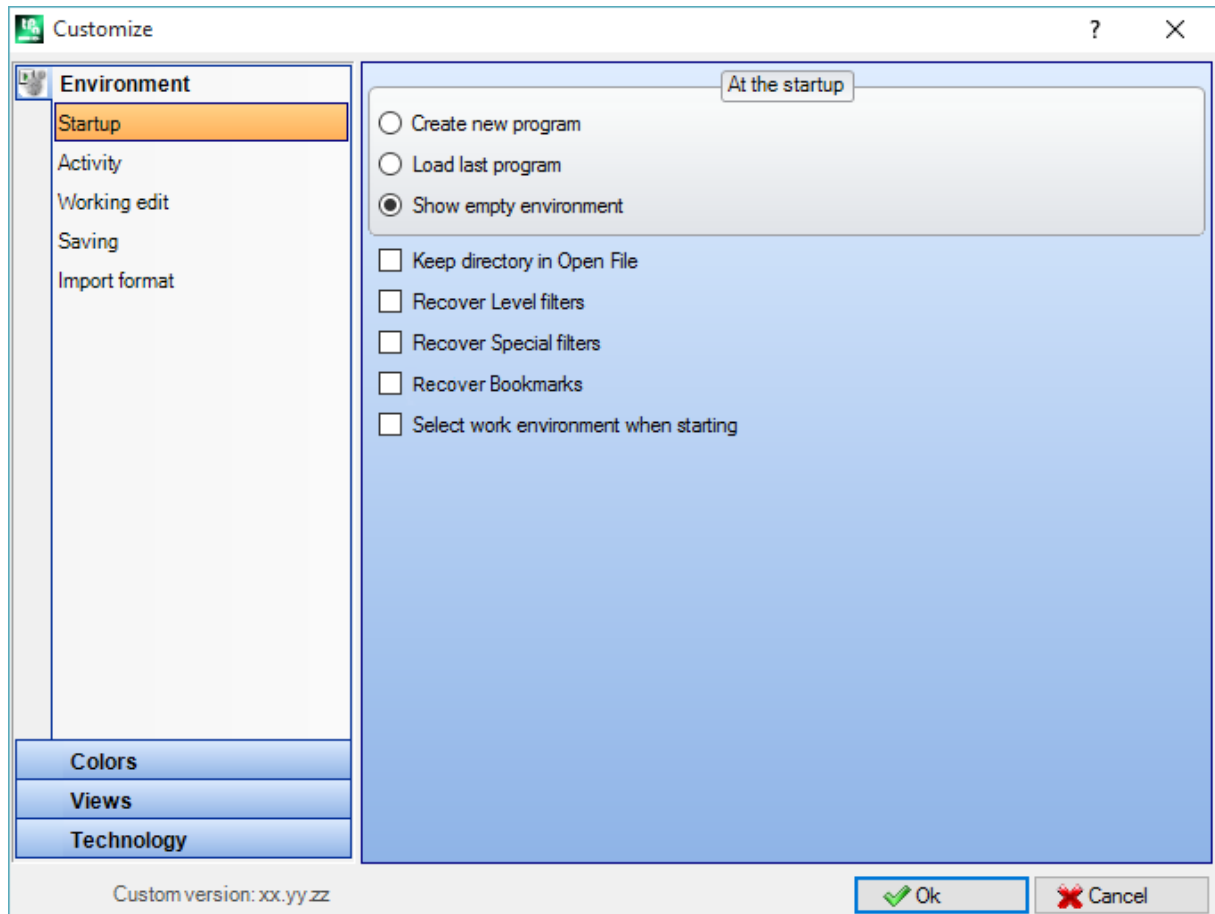 Customize
?
Environment
Startup
Activity
Working edit
Saving
Import format
Colors
Views
Technology
At the startup
Create new program
Load last program
Show empty environment
Keep directory in Open File
Recover Level filters
Recover Special filters
Recover Bookmarks
Select work environment when starting
Custom version: xx.yy.zz
Ok
Cancel